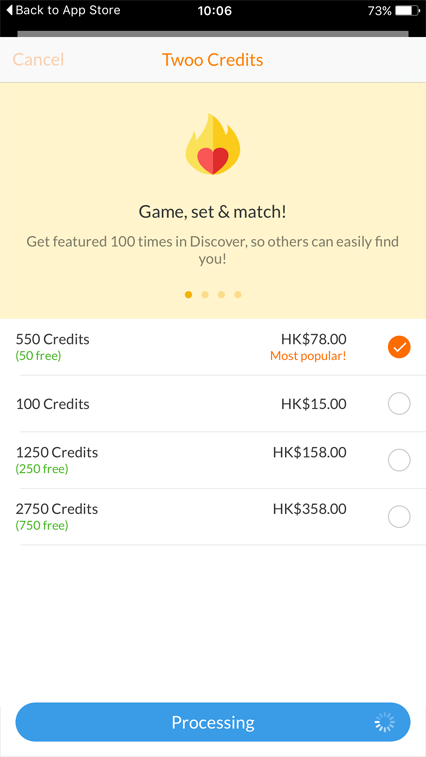 Back to App Store 10:06 73%
Cancel Twoo Credits
Game, set & match!
Get featured 100 times in Discover, so others can easily find
you!
550 Credits HK$78.00
(50 free) Most popular!
100 Credits HK$15.00
1250 Credits HK$158.00
(250 free)
2750 Credits HK$358.00
(750 free)
Processing